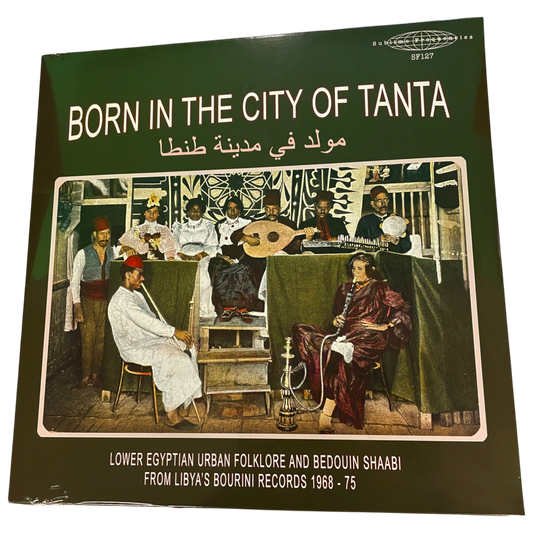 Sublime Frequencies
SF127
BORN IN THE CITY OF TANTA
مولد في مدينة طنطا
LOWER EGYPTIAN URBAN FOLKLORE AND BEDOUIN SHAABI
FROM LIBYA'S BOURINI RECORDS 1968 - 75